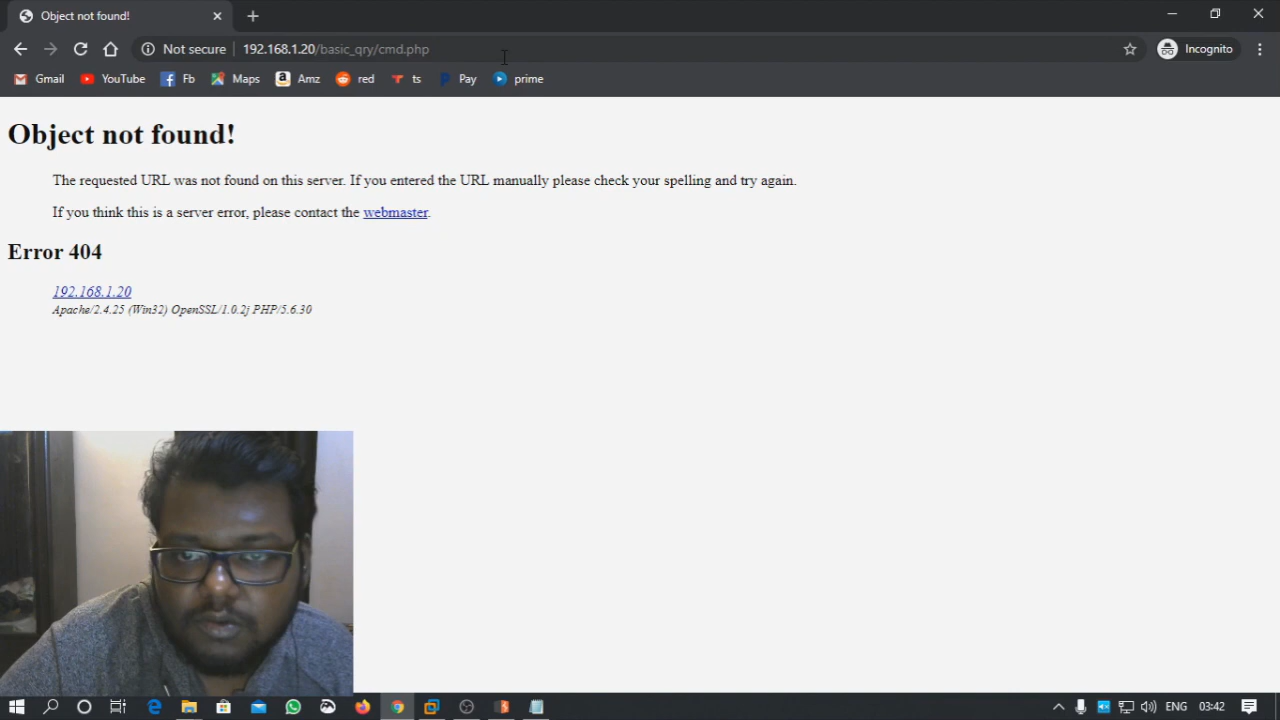 Object not found!
Not secure
192.168.1.20/basic_qry/cmd.php
Incognito
Gmail
YouTube
Fb
Maps
Amz
red
ts
Pay
prime
Object not found!
The requested URL was not found on this server. If you entered the URL manually please check your spelling and try again.
If you think this is a server error, please contact the webmaster.
Error 404
192.168.1.20
Apache/2.4.25 (Win32) OpenSSL/1.0.2j PHP/5.6.30
ENG
03:42